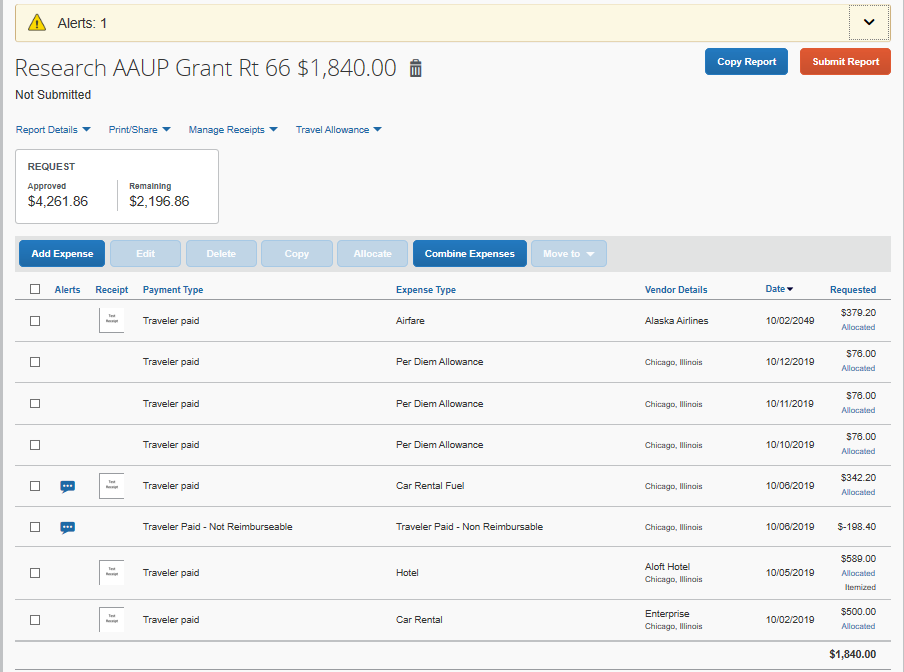 Alerts: 1
Research AAUP Grant Rt 66 $1,840.00
Copy Report
Submit Report
Not Submitted
Report Details Print/Share Manage Receipts Travel Allowance
REQUEST
Approved Remaining
$4,261.86 $2,196.86
Add Expense Edit Delete Copy Allocate Combine Expenses Move to
Alerts Receipt Payment Type Expense Type Vendor Details Date Requested
Test Receipt Traveler paid Airfare Alaska Airlines 10/02/2049 $379.20
Allocated
Traveler paid Per Diem Allowance Chicago, Illinois 10/12/2019 $76.00
Allocated
Traveler paid Per Diem Allowance Chicago, Illinois 10/11/2019 $76.00
Allocated
Traveler paid Per Diem Allowance Chicago, Illinois 10/10/2019 $76.00
Allocated
Test Receipt Traveler paid Car Rental Fuel Chicago, Illinois 10/06/2019 $342.20
Allocated
Traveler Paid - Not Reimburseable Traveler Paid - Non Reimbursable Chicago, Illinois 10/06/2019 $-198.40
Test Receipt Traveler paid Hotel Aloft Hotel 10/05/2019 $589.00
Chicago, Illinois Allocated
Itemized
Test Receipt Traveler paid Car Rental Enterprise 10/02/2019 $500.00
Chicago, Illinois Allocated
$1,840.00